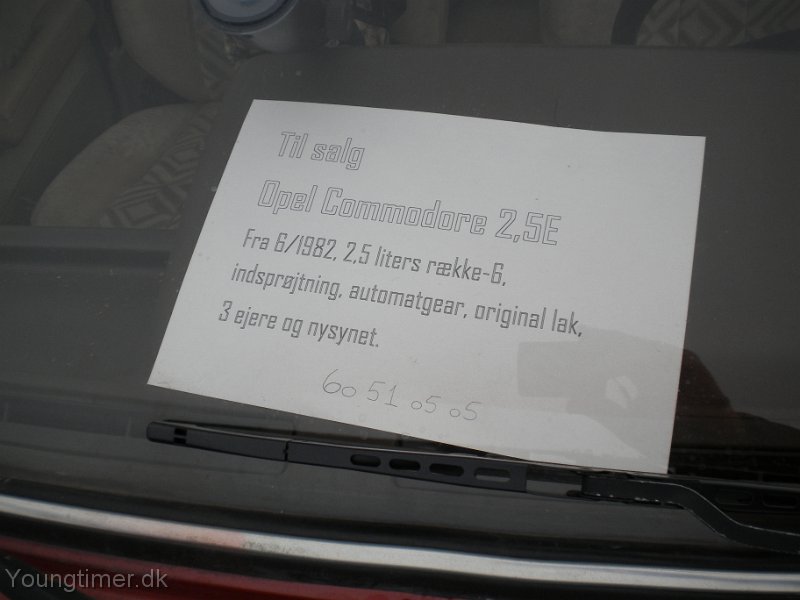 Til salg
Opel Commodore 2,5E
Fra 6/1982, 2,5 liters række-6,
indsprøjtning, automatgear, original lak,
3 ejere og nysynet.
60 51 05 05
Youngtimer.dk